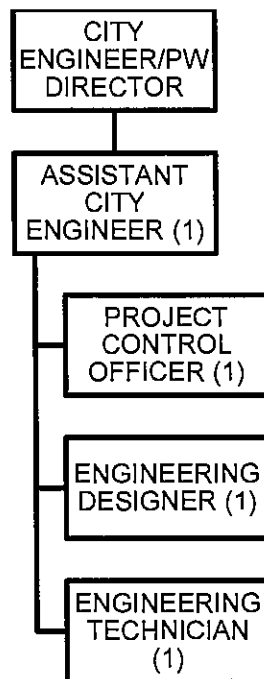 CITY
ENGINEER/PW
DIRECTOR
ASSISTANT
CITY
ENGINEER (1)
PROJECT
CONTROL
OFFICER (1)
ENGINEERING
DESIGNER (1)
ENGINEERING
TECHNICIAN
(1)